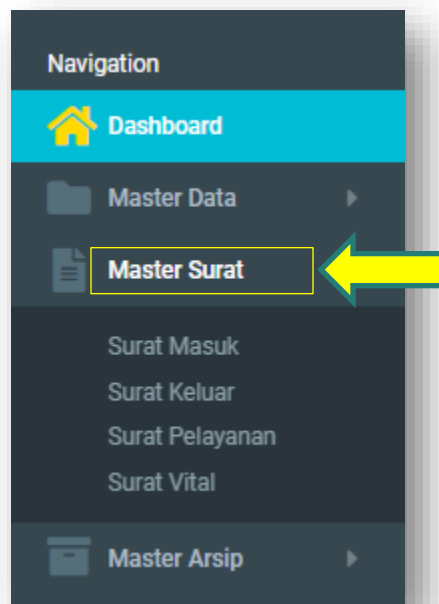 Navigation
Dashboard
Master Data
Master Surat
Surat Masuk
Surat Keluar
Surat Pelayanan
Surat Vital
Master Arsip